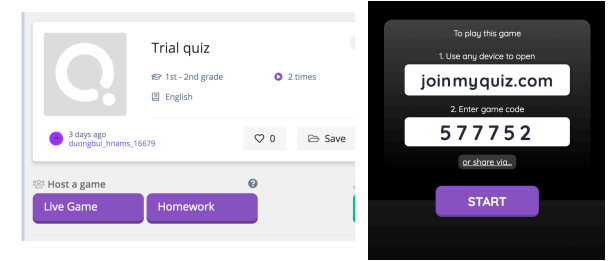 Trial quiz
1st - 2nd grade
2 times
English
3 days ago
duongbui_hnams_16679
0
Save
Host a game
Live Game
Homework
To play this game
1. Use any device to open
joinmyquiz.com
2. Enter game code
577752
or share via..
START